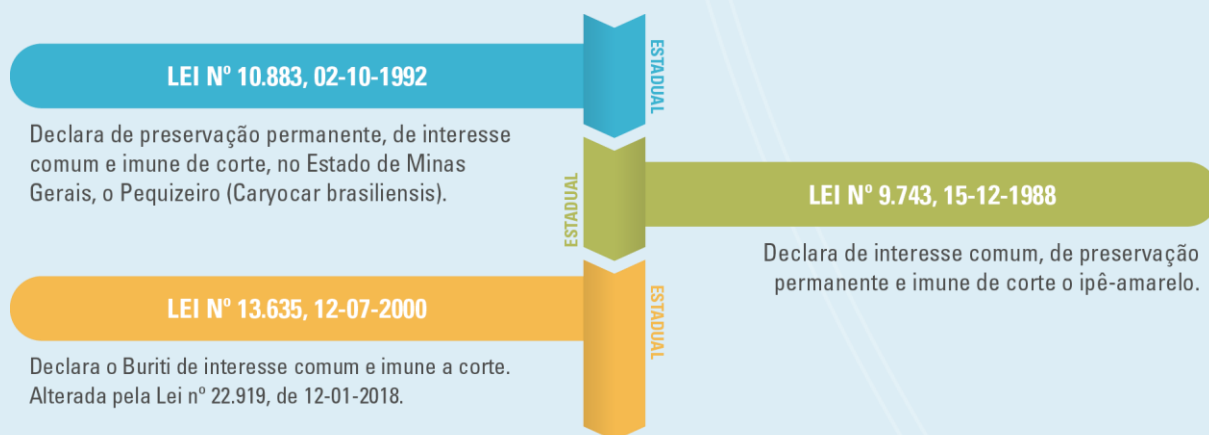 ESTADUAL
LEI Nº 10.883, 02-10-1992
Declara de preservação permanente, de interesse
comum e imune de corte, no Estado de Minas
Gerais, o Pequizeiro (Caryocar brasiliensis).
ESTADUAL
LEI Nº 9.743, 15-12-1988
Declara de interesse comum, de preservação
permanente e imune de corte o ipê-amarelo.
ESTADUAL
LEI Nº 13.635, 12-07-2000
Declara o Buriti de interesse comum e imune a corte.
Alterada pela Lei nº 22.919, de 12-01-2018.